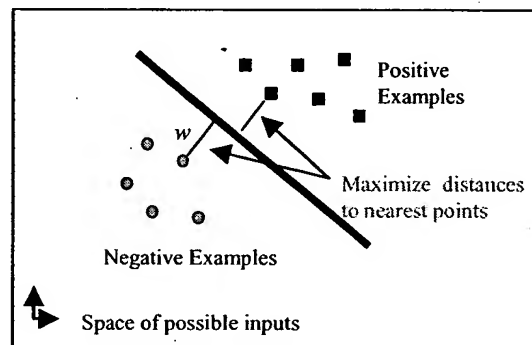 Positive
Examples
w
Maximize distances
to nearest points
Negative Examples
Space of possible inputs